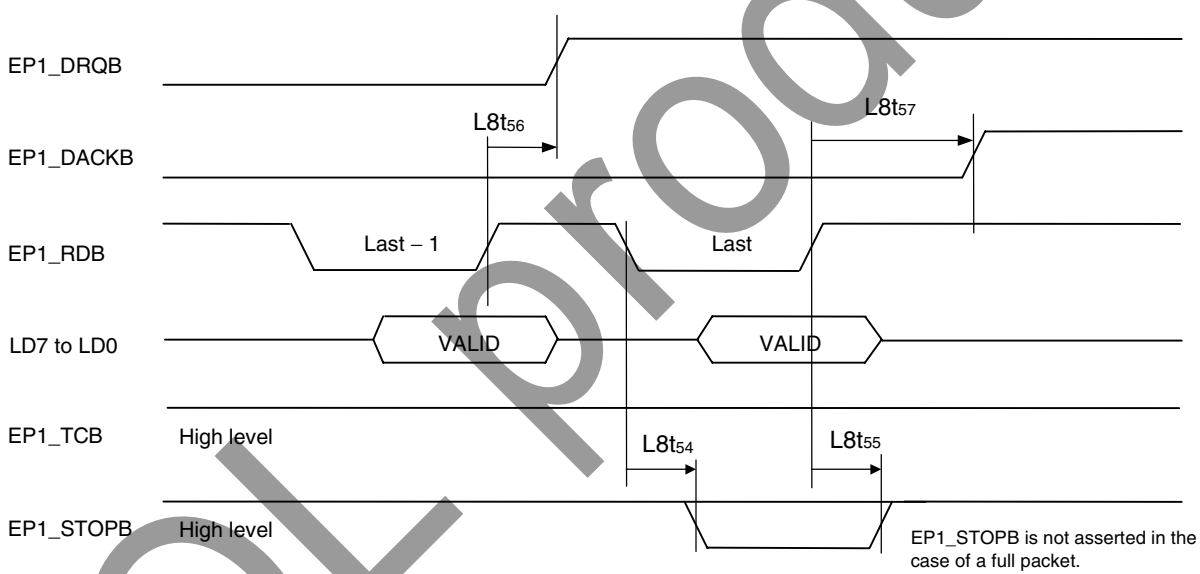 EP1_DRQB
L8t57
L8t56
EP1_DACKB
Last – 1
Last
EP1_RDB
LD7 to LD0
VALID
VALID
EP1_TCB
High level
L8t54
L8t55
EP1_STOPB
High level
EP1_STOPB is not asserted in the
case of a full packet.